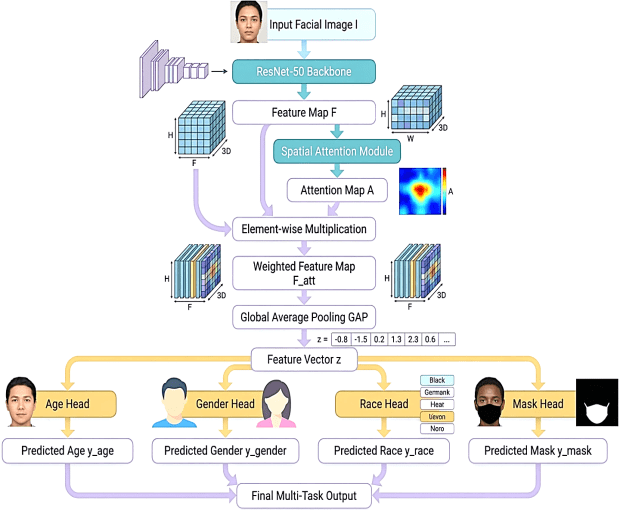 Input Facial Image I
ResNet-50 Backbone
Feature Map F
H
3D
F
H
3D
W
Spatial Attention Module
Attention Map A
A
Element-wise Multiplication
H
3D
F
Weighted Feature Map
F_att
H
3D
F
Global Average Pooling GAP
z = -0.8 -1.5 0.2 1.3 2.3 0.6 ...
Feature Vector z
Age Head
Gender Head
Race Head
Black
Germank
Heat
Mask Head
Noro
Predicted Age y_age
Predicted Gender y_gender
Predicted Race y_race
Predicted Mask y_mask
Final Multi-Task Output